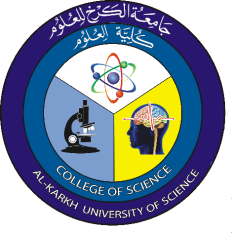 جامعة الكرخ للعلوم
كلية العلوم
COLLEGE OF SCIENCE
AL-KARKH UNIVERSITY OF SCIENCE